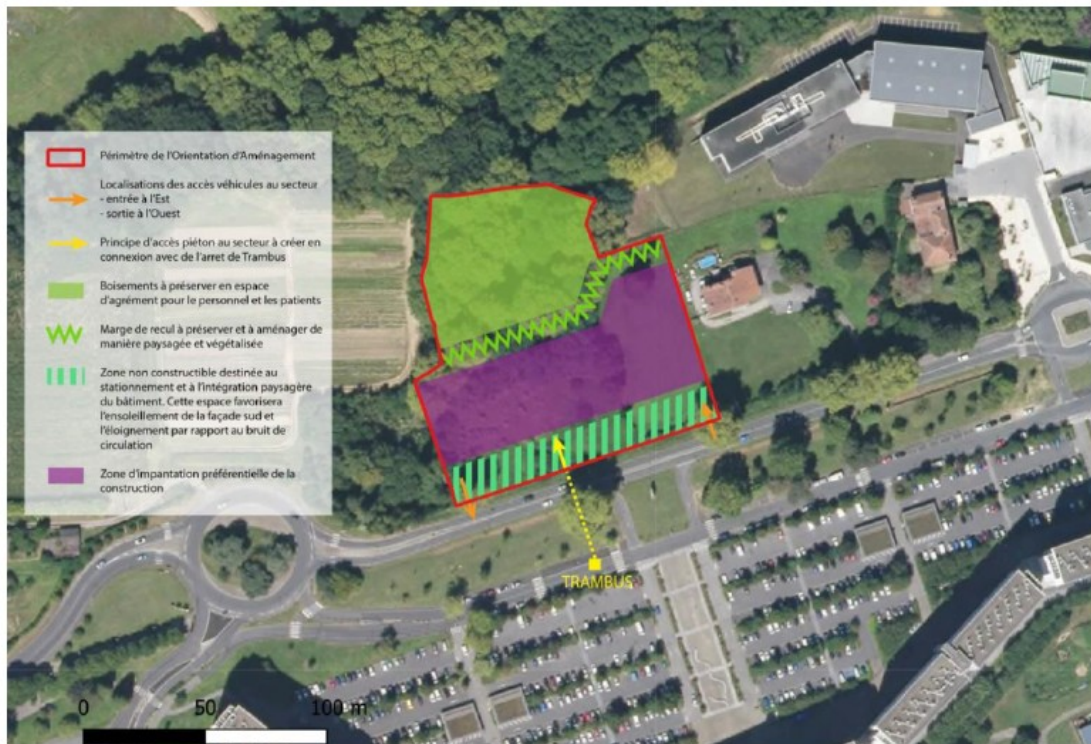 Périmètre de l'Orientation d'Aménagement
Localisations des accès véhicules au secteur
- entrée à l'Est
- sortie à l'Ouest
Principe d'accès piéton au secteur à créer en
connexion avec de l'arret de Trambus
Boisements à préserver en espace
d'agrément pour le personnel et les patients
Marge de recul à préserver et à aménager de
manière paysagée et végétalisée
Zone non constructible destinée au
stationnement et à l'intégration paysagère
du bâtiment. Cette espace favorisera
l'ensoleillement de la façade sud et
l'éloignement par rapport au bruit de
circulation
Zone d'impantation préférentielle de la
construction
TRAMBUS
0 50 100 m